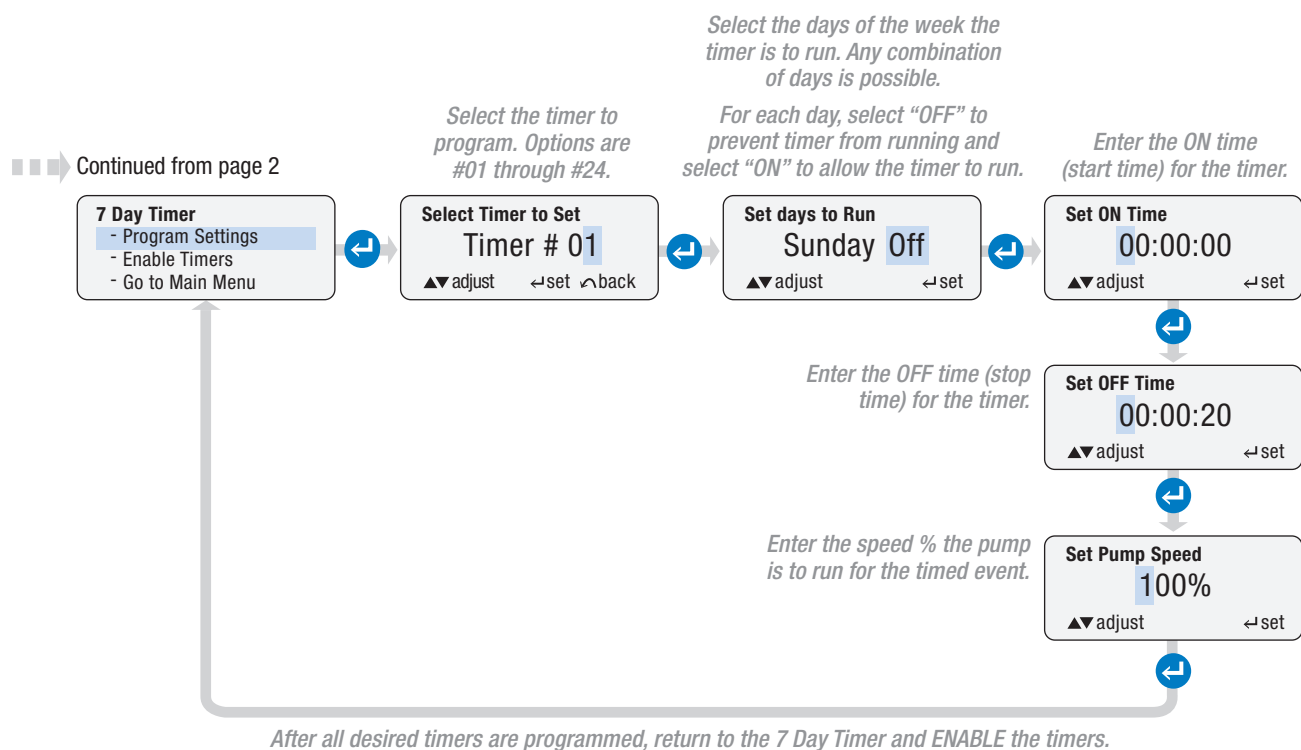 Select the days of the week the
timer is to run. Any combination
of days is possible.
Select the timer to
program. Options are
#01 through #24.
For each day, select “OFF” to
prevent timer from running and
select “ON” to allow the timer to run.
Enter the ON time
(start time) for the timer.
Continued from page 2
7 Day Timer
- Program Settings
- Enable Timers
- Go to Main Menu
Select Timer to Set
Timer # 01
▲▼ adjust ↵ set ↶ back
Set days to Run
Sunday Off
▲▼ adjust ↵ set
Set ON Time
00:00:00
▲▼ adjust ↵ set
Enter the OFF time (stop
time) for the timer.
Set OFF Time
00:00:20
▲▼ adjust ↵ set
Enter the speed % the pump
is to run for the timed event.
Set Pump Speed
100%
▲▼ adjust ↵ set
After all desired timers are programmed, return to the 7 Day Timer and ENABLE the timers.